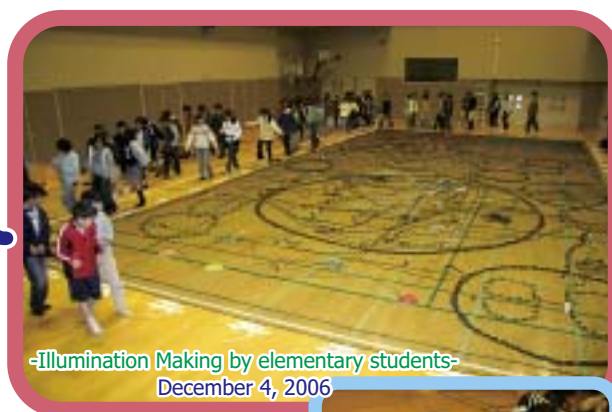 -Illumination Making by elementary students-
December 4, 2006